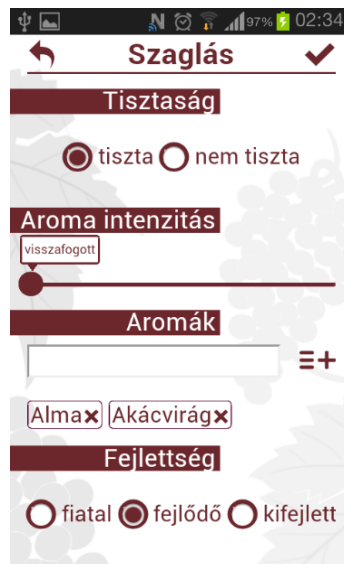 97% 02:34
Szaglás
Tisztaság
tiszta nem tiszta
Aroma intenzitás
visszafogott
Aromák
Alma× Akácvirág×
Fejlettség
fiatal fejlődő kifejlett